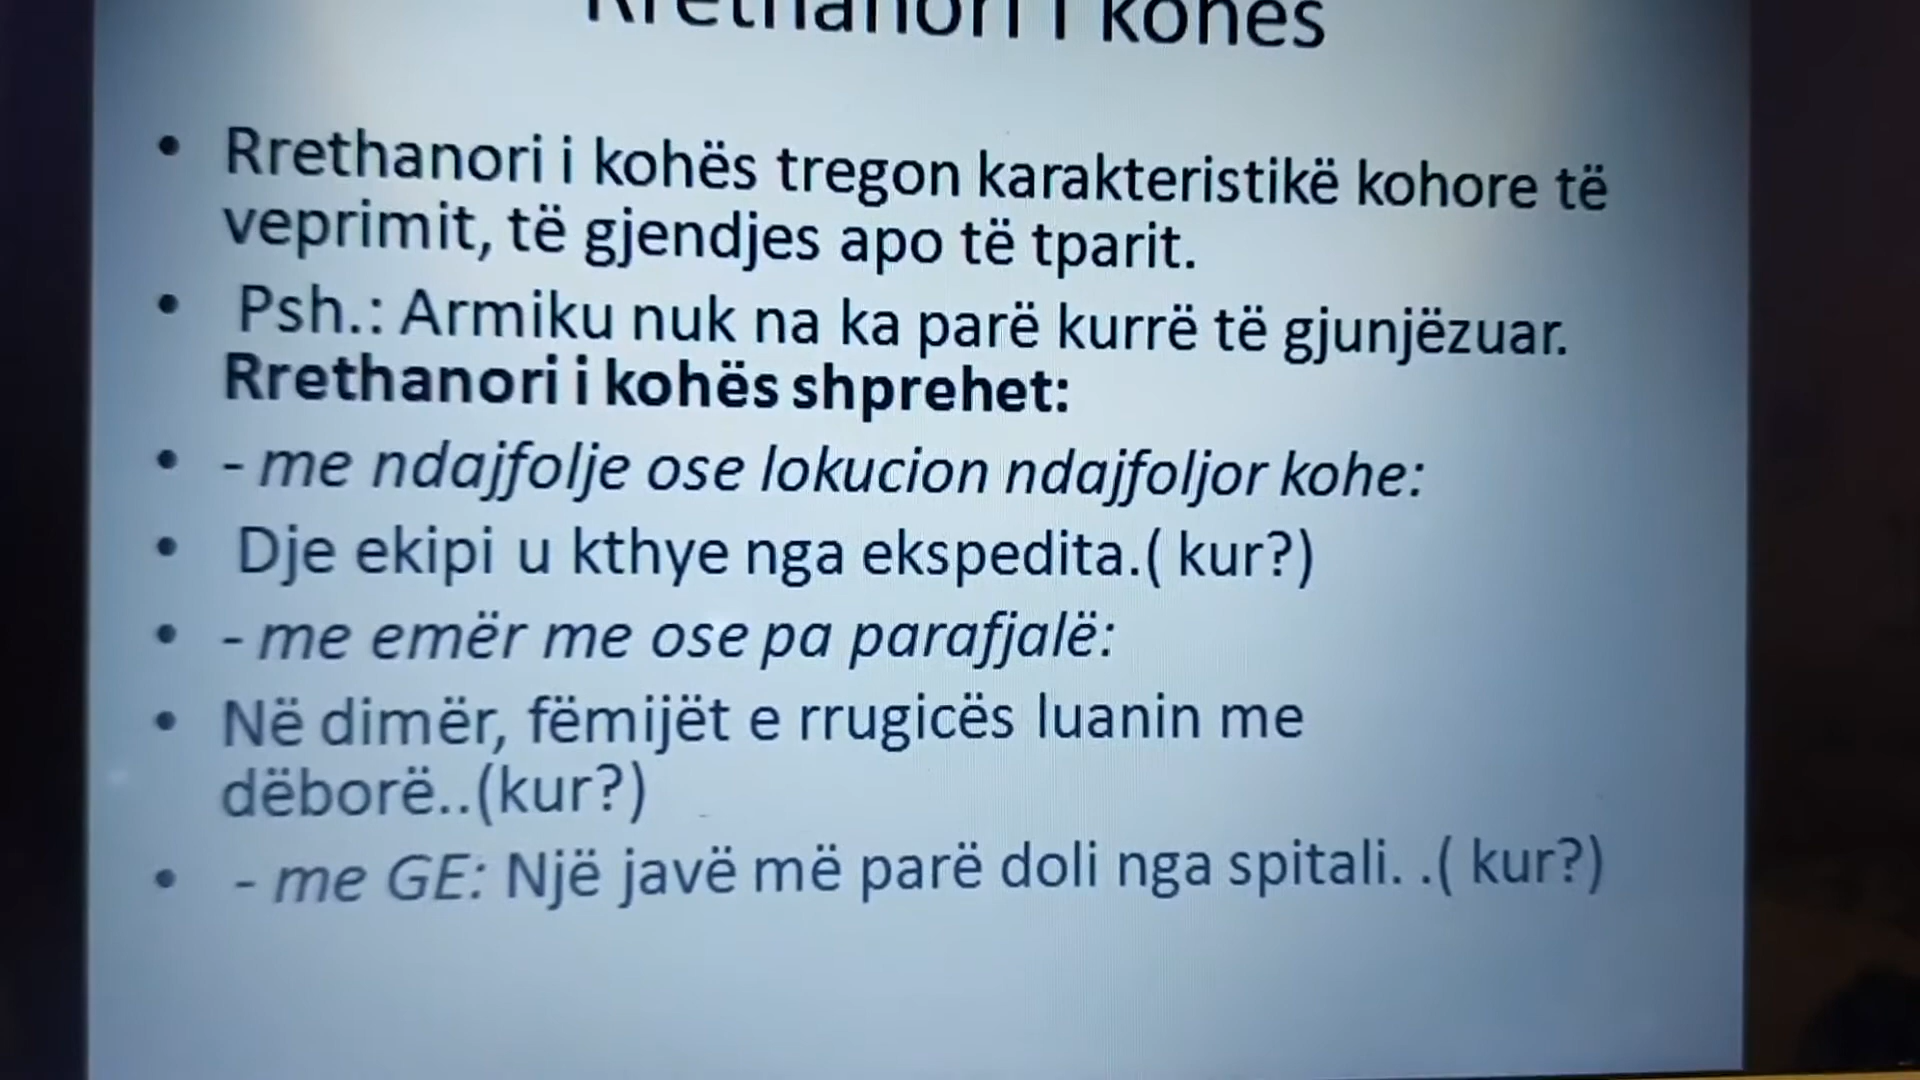 Rrethanori i kohës
• Rrethanori i kohës tregon karakteristikë kohore të
veprimit, të gjendjes apo të tparit.
• Psh.: Armiku nuk na ka parë kurrë të gjunjëzuar.
Rrethanori i kohës shprehet:
• - me ndajfolje ose lokucion ndajfoljor kohe:
• Dje ekipi u kthye nga ekspedita.( kur?)
• - me emër me ose pa parafjalë:
• Në dimër, fëmijët e rrugicës luanin me
dëborë..(kur?)
• - me GE: Një javë më parë doli nga spitali. .( kur?)